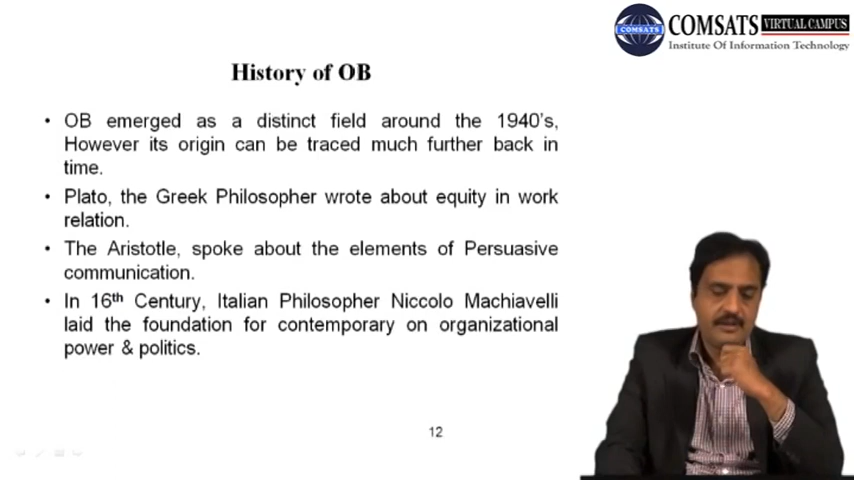 COMSATS VIRTUAL CAMPUS
COMSATS
Institute Of Information Technology
History of OB
• OB emerged as a distinct field around the 1940's,
However its origin can be traced much further back in
time.
• Plato, the Greek Philosopher wrote about equity in work
relation.
• The Aristotle, spoke about the elements of Persuasive
communication.
• In 16th Century, Italian Philosopher Niccolo Machiavelli
laid the foundation for contemporary on organizational
power & politics.
12